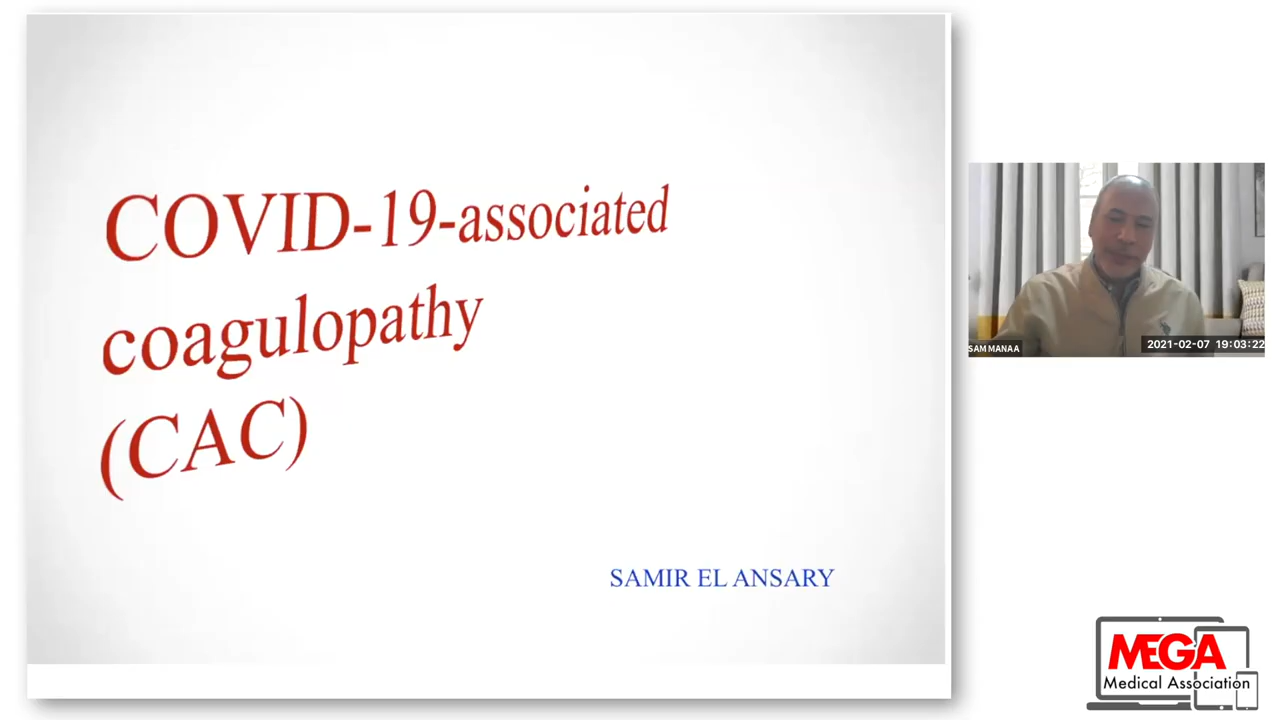 COVID-19-associated
coagulopathy
(CAC)
SAMIR EL ANSARY
SAM MANAA
2021-02-07 19:03:22
MEGA
Medical Association